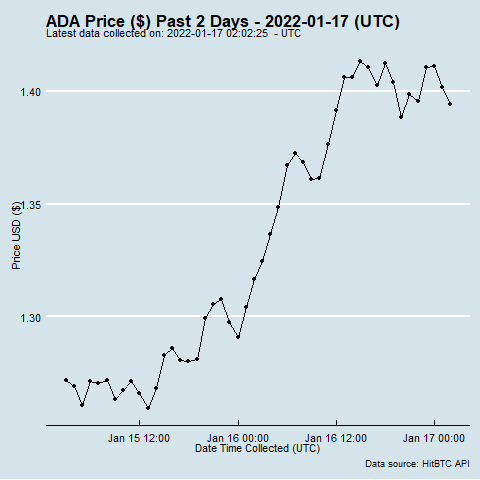 ADA Price ($) Past 2 Days - 2022-01-17 (UTC)
Latest data collected on: 2022-01-17 02:02:25 - UTC
1.40
1.35
1.30
Price USD ($)
Jan 15 12:00
Jan 16 00:00
Jan 16 12:00
Jan 17 00:00
Date Time Collected (UTC)
Data source: HitBTC API